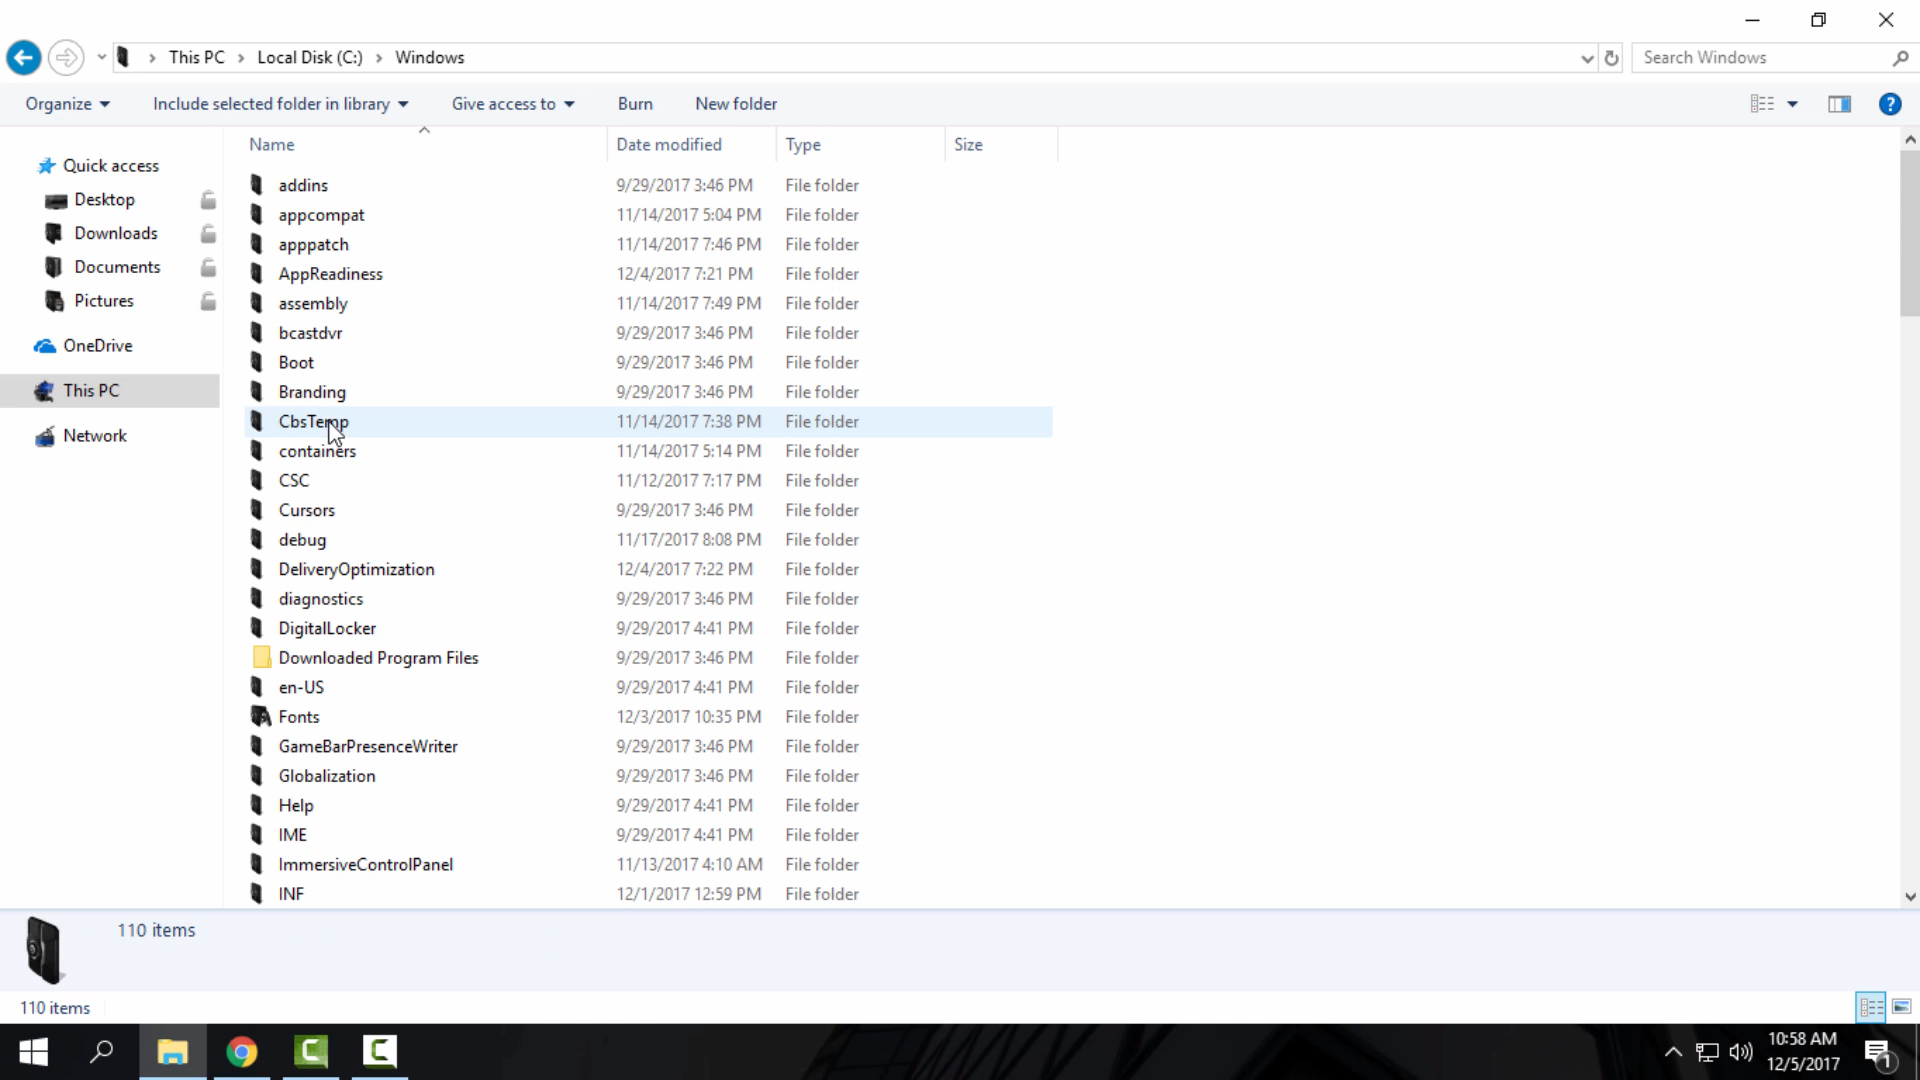 This PC > Local Disk (C:) > Windows
Search Windows
Organize Include selected folder in library Give access to Burn New folder
Name Date modified Type Size
Quick access
Desktop
Downloads
Documents
Pictures
OneDrive
This PC
Network
addins 9/29/2017 3:46 PM File folder
appcompat 11/14/2017 5:04 PM File folder
apppatch 11/14/2017 7:46 PM File folder
AppReadiness 12/4/2017 7:21 PM File folder
assembly 11/14/2017 7:49 PM File folder
bcastdvr 9/29/2017 3:46 PM File folder
Boot 9/29/2017 3:46 PM File folder
Branding 9/29/2017 3:46 PM File folder
CbsTemp 11/14/2017 7:38 PM File folder
containers 11/14/2017 5:14 PM File folder
CSC 11/12/2017 7:17 PM File folder
Cursors 9/29/2017 3:46 PM File folder
debug 11/17/2017 8:08 PM File folder
DeliveryOptimization 12/4/2017 7:22 PM File folder
diagnostics 9/29/2017 3:46 PM File folder
DigitalLocker 9/29/2017 4:41 PM File folder
Downloaded Program Files 9/29/2017 3:46 PM File folder
en-US 9/29/2017 4:41 PM File folder
Fonts 12/3/2017 10:35 PM File folder
GameBarPresenceWriter 9/29/2017 3:46 PM File folder
Globalization 9/29/2017 3:46 PM File folder
Help 9/29/2017 4:41 PM File folder
IME 9/29/2017 4:41 PM File folder
ImmersiveControlPanel 11/13/2017 4:10 AM File folder
INF 12/1/2017 12:59 PM File folder
110 items
110 items
10:58 AM
12/5/2017
1